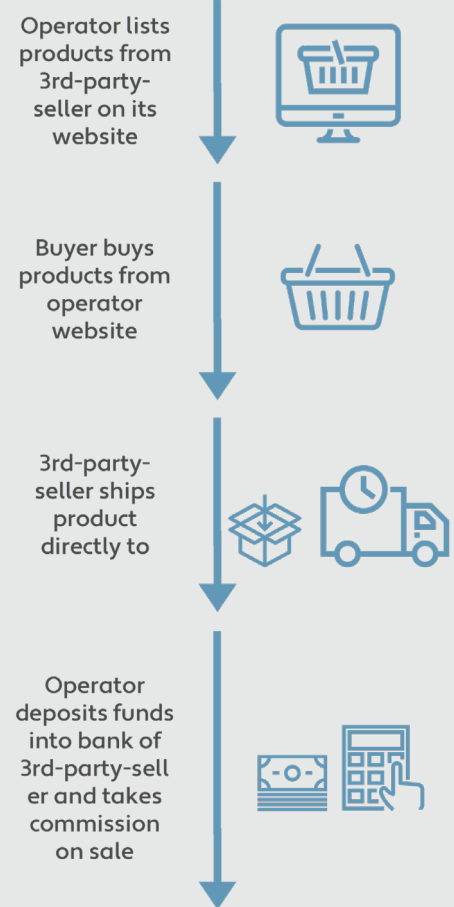 Operator lists
products from
3rd-party-
seller on its
website
Buyer buys
products from
operator
website
3rd-party-
seller ships
product
directly to
Operator
deposits funds
into bank of
3rd-party-sell
er and takes
commission
on sale